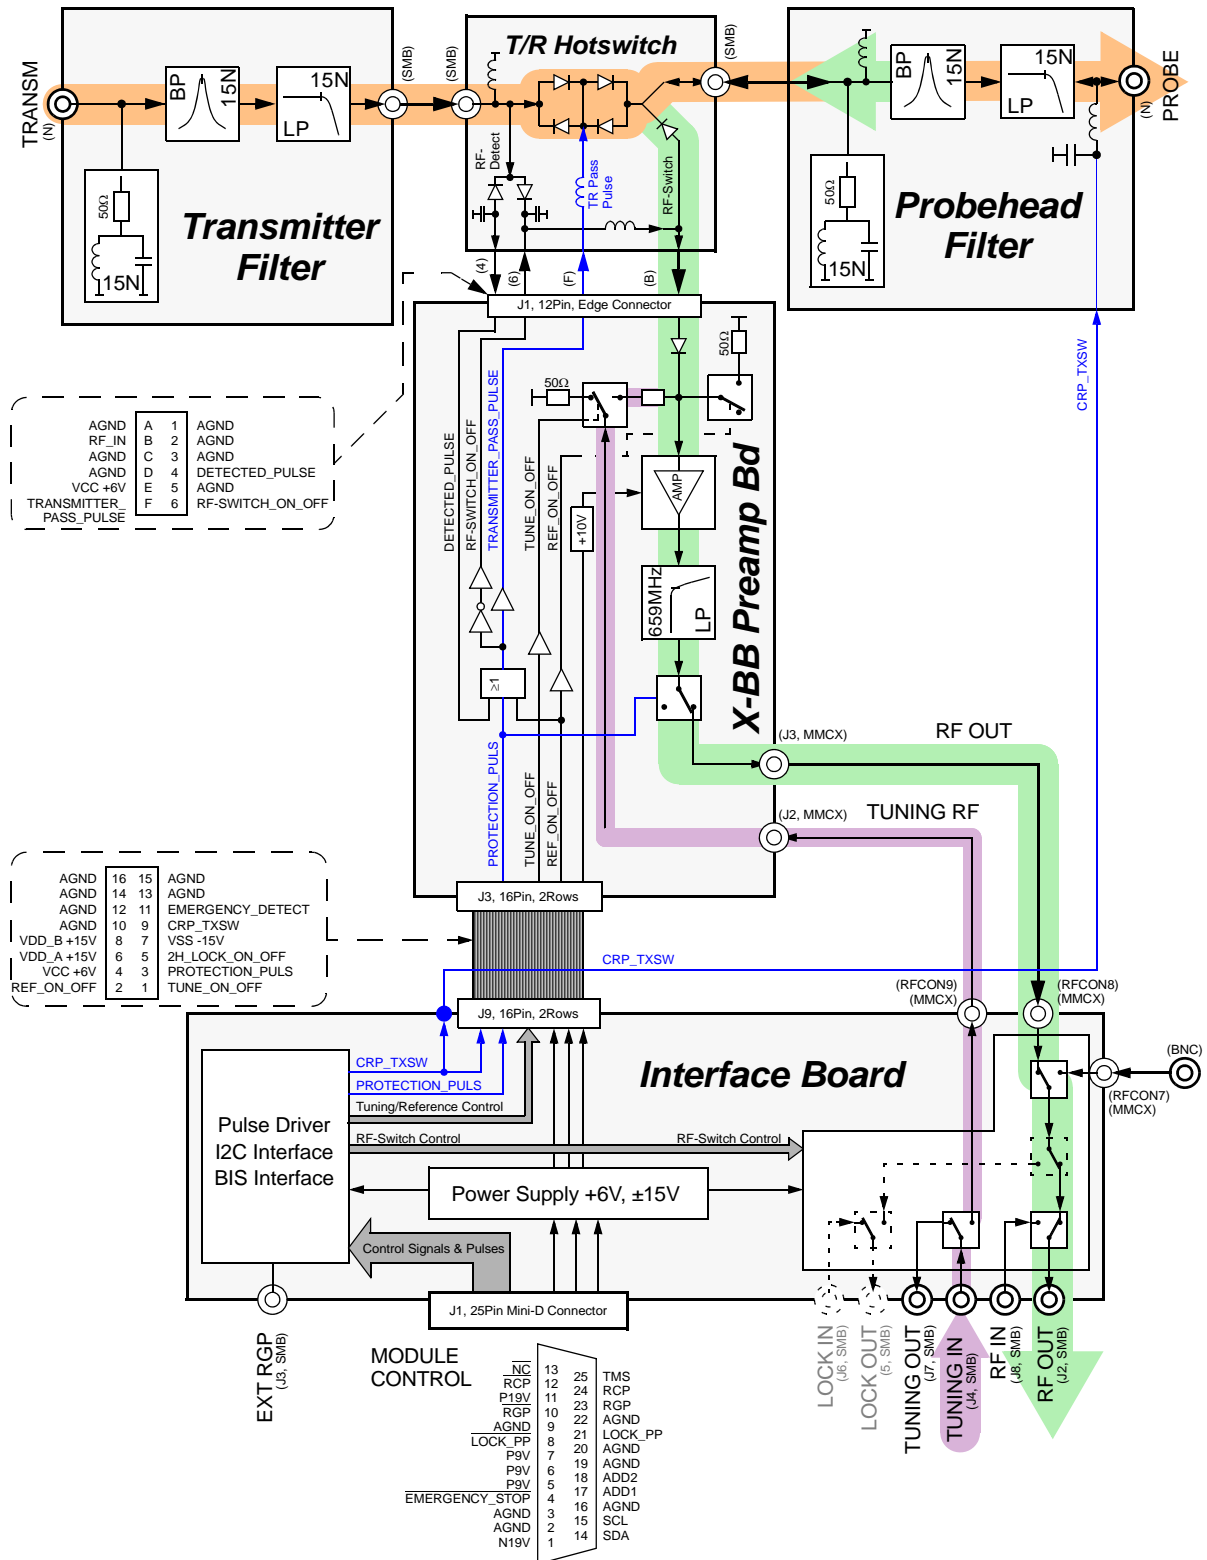 T/R Hotswitch
TRANSM
(N)
BP
15N
15N
LP
(SMB)
(SMB)
(SMB)
BP
15N
15N
LP
(N)
PROBE
50Ω
15N
Transmitter
Filter
RF-
Detect
TR Pass
Pulse
RF-Switch
50Ω
15N
Probehead
Filter
(4)
(6)
(F)
(B)
J1, 12Pin, Edge Connector
50Ω
50Ω
CRP_TXSW
AGND A 1 AGND
RF_IN B 2 AGND
AGND C 3 AGND
AGND D 4 DETECTED_PULSE
VCC +6V E 5 AGND
TRANSMITTER_ F 6 RF-SWITCH_ON_OFF
PASS_PULSE
DETECTED_PULSE
RF-SWITCH_ON_OFF
TRANSMITTER_PASS_PULSE
TUNE_ON_OFF
REF_ON_OFF
+10V
AMP
659MHz
LP
X-BB Preamp Bd
≥1
PROTECTION_PULS
TUNE_ON_OFF
REF_ON_OFF
(J3, MMCX)
RF OUT
(J2, MMCX)
TUNING RF
J3, 16Pin, 2Rows
AGND 16 15 AGND
AGND 14 13 AGND
AGND 12 11 EMERGENCY_DETECT
AGND 10 9 CRP_TXSW
VDD_B +15V 8 7 VSS -15V
VDD_A +15V 6 5 2H_LOCK_ON_OFF
VCC +6V 4 3 PROTECTION_PULS
REF_ON_OFF 2 1 TUNE_ON_OFF
CRP_TXSW
(RFCON9)
(MMCX)
(RFCON8)
(MMCX)
J9, 16Pin, 2Rows
CRP_TXSW
PROTECTION_PULS
Tuning/Reference Control
Interface Board
(BNC)
(RFCON7)
(MMCX)
Pulse Driver
I2C Interface
BIS Interface
RF-Switch Control
RF-Switch Control
Power Supply +6V, ±15V
Control Signals & Pulses
J1, 25Pin Mini-D Connector
EXT RGP
(J3, SMB)
LOCK IN
(J6, SMB)
LOCK OUT
(5, SMB)
TUNING OUT
(J7, SMB)
TUNING IN
(J4, SMB)
RF IN
(J8, SMB)
RF OUT
(J2, SMB)
MODULE
CONTROL
NC 13
25 TMS
RCP 12
24 RCP
P19V 11
23 RGP
RGP 10
22 AGND
AGND 9
21 LOCK_PP
LOCK_PP 8
20 AGND
P9V 7
19 AGND
P9V 6
18 ADD2
P9V 5
17 ADD1
EMERGENCY_STOP 4
16 AGND
AGND 3
15 SCL
AGND 2
14 SDA
N19V 1